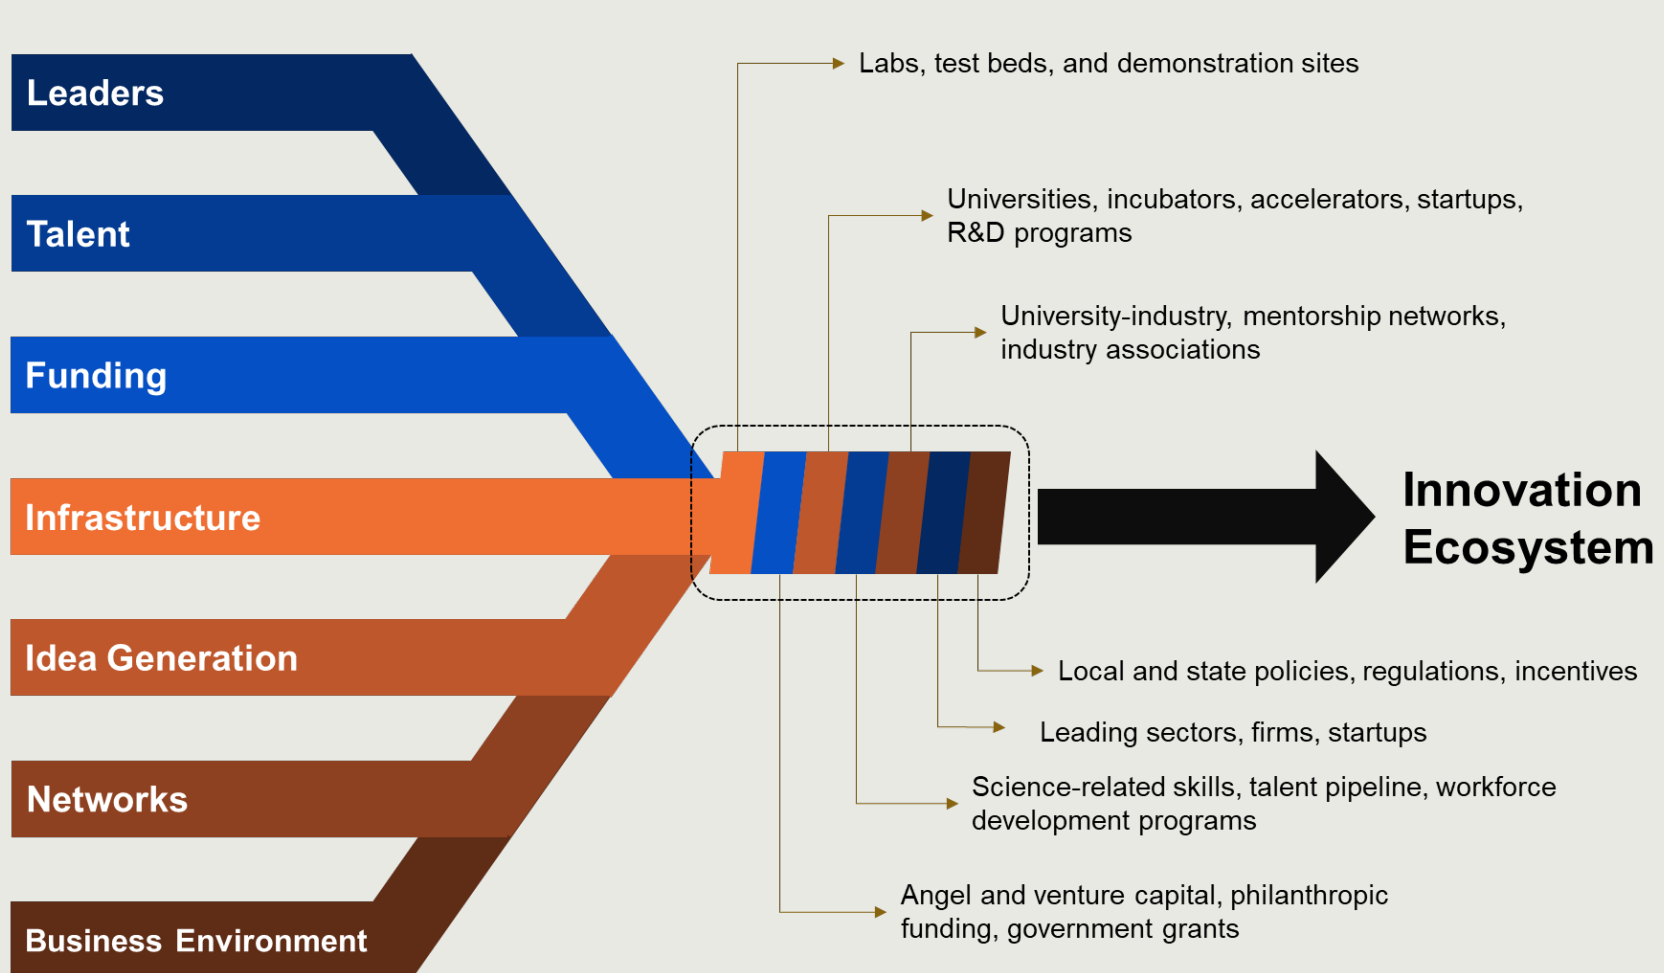 Leaders
Talent
Funding
Infrastructure
Idea Generation
Networks
Business Environment
Labs, test beds, and demonstration sites
Universities, incubators, accelerators, startups,
R&D programs
University-industry, mentorship networks,
industry associations
Innovation
Ecosystem
Local and state policies, regulations, incentives
Leading sectors, firms, startups
Science-related skills, talent pipeline, workforce
development programs
Angel and venture capital, philanthropic
funding, government grants